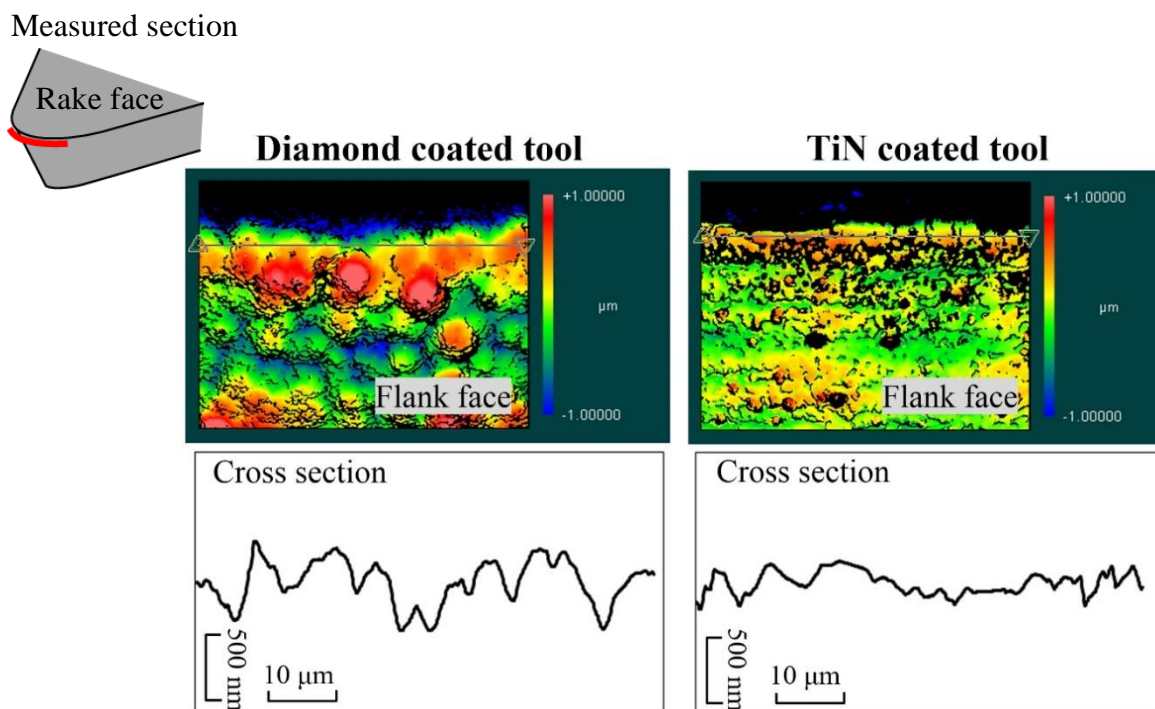 Measured section
Rake face
Diamond coated tool
TiN coated tool
+1.00000
μm
-1.00000
Flank face
+1.00000
μm
-1.00000
Flank face
Cross section
500 nm
10 μm
Cross section
500 nm
10 μm